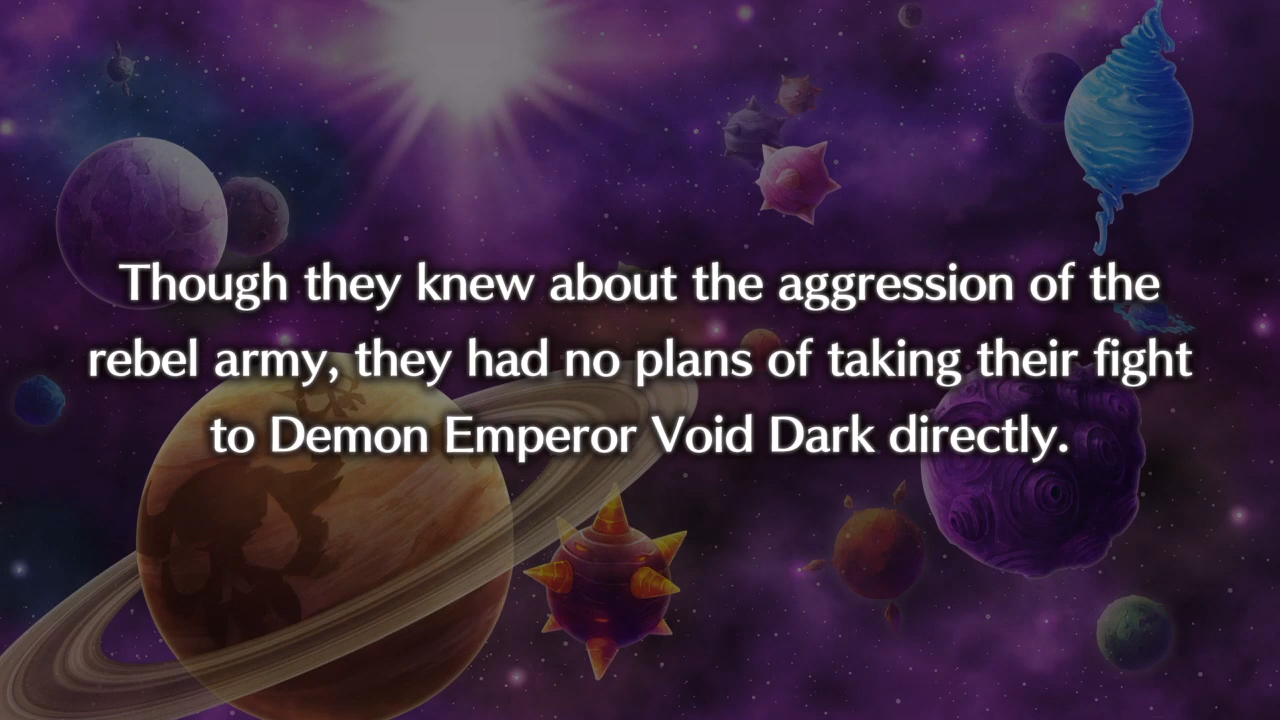 Though they knew about the aggression of the
rebel army, they had no plans of taking their fight
to Demon Emperor Void Dark directly.